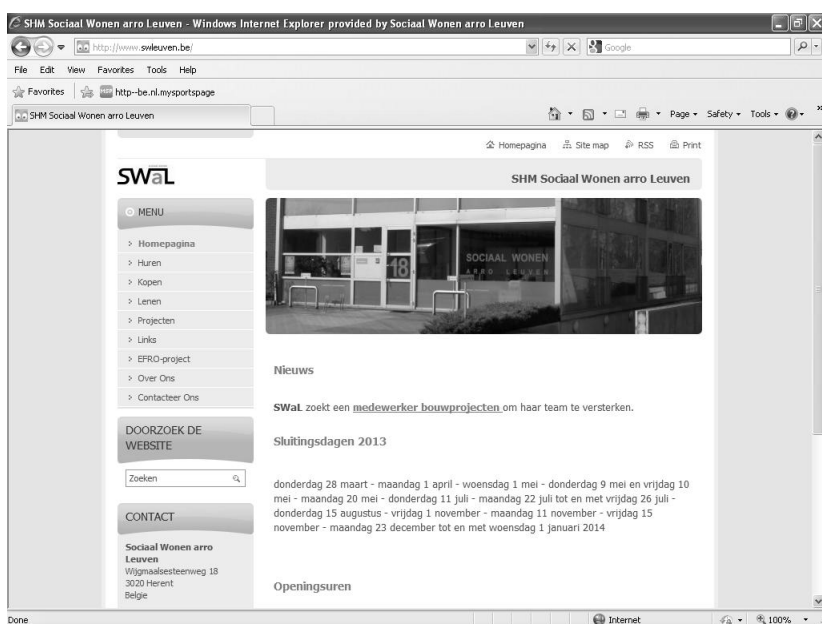 SHM Sociaal Wonen arro Leuven - Windows Internet Explorer provided by Sociaal Wonen arro Leuven
http://www.swleuven.be/
Google
File Edit View Favorites Tools Help
Favorites
http--be.nl.mysportspage
SHM Sociaal Wonen arro Leuven
Page Safety Tools
Homepagina Site map RSS Print
SWaL
SHM Sociaal Wonen arro Leuven
MENU
Homepagina
Huren
Kopen
Lenen
Projecten
Links
EFRO-project
Over Ons
Contacteer Ons
DOORZOEK DE
WEBSITE
Zoeken
CONTACT
Sociaal Wonen arro
Leuven
Wijgmaalsesteenweg 18
3020 Herent
Belgie
18
SOCIAAL WONEN
ARRO LEUVEN
Nieuws
SWaL zoekt een medewerker bouwprojecten om haar team te versterken.
Sluitingsdagen 2013
donderdag 28 maart - maandag 1 april - woensdag 1 mei - donderdag 9 mei en vrijdag 10
mei - maandag 20 mei - donderdag 11 juli - maandag 22 juli tot en met vrijdag 26 juli -
donderdag 15 augustus - vrijdag 1 november - maandag 11 november - vrijdag 15
november - maandag 23 december tot en met woensdag 1 januari 2014
Openingsuren
Done
Internet
100%